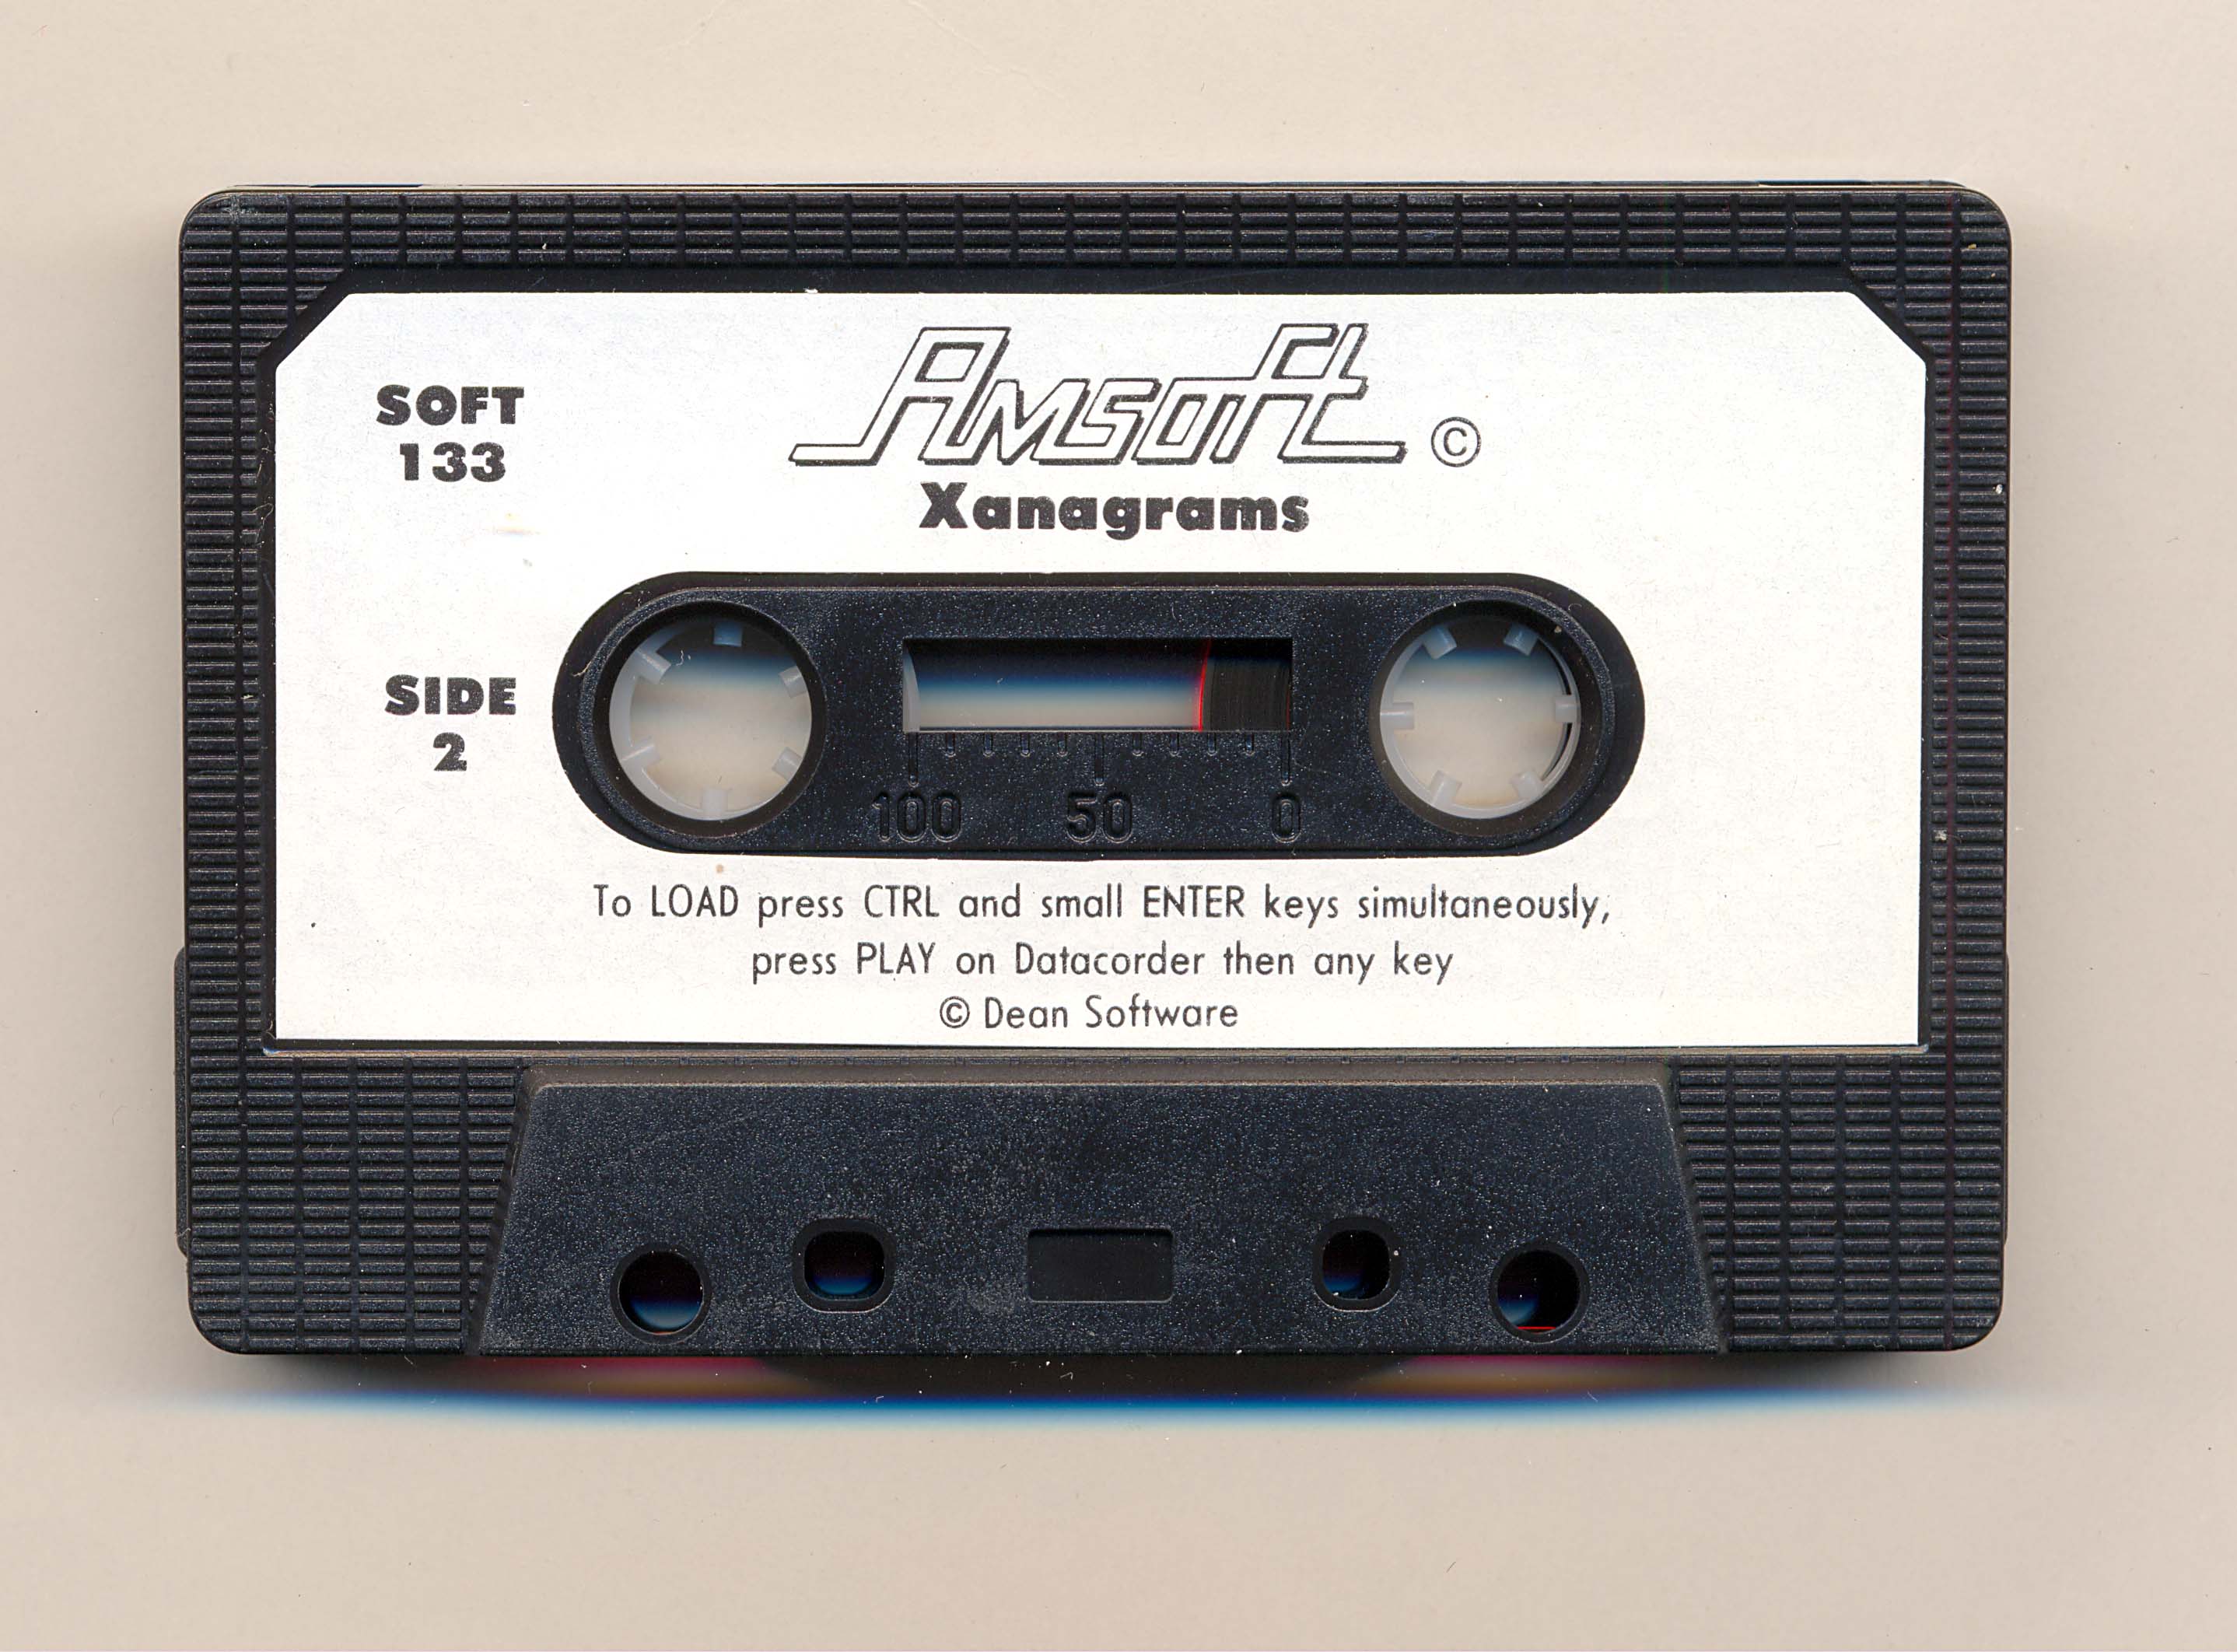 SOFT
133
Amsoft ©
Xanagrams
SIDE
2
100 50 0
To LOAD press CTRL and small ENTER keys simultaneously,
press PLAY on Datacorder then any key
© Dean Software